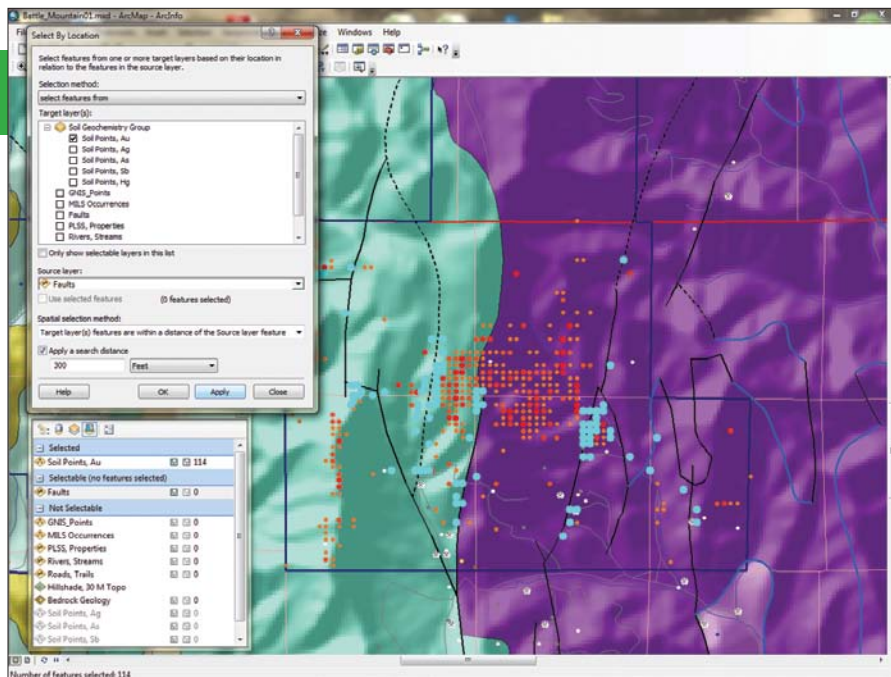 Battle_Mountain01.mxd - ArcMap - ArcInfo
Windows Help
Select By Location
Select features from one or more target layers based on their location in
relation to the features in the source layer.
Selection method:
select features from
Target layer(s):
Soil Geochemistry Group
Soil Points, Au
Soil Points, Ag
Soil Points, As
Soil Points, Sb
Soil Points, Hg
GNIS_Points
MILS Occurrences
Faults
PLSS, Properties
Rivers, Streams
Only show selectable layers in this list
Source layer:
Faults
Use selected features (0 features selected)
Spatial selection method:
Target layer(s) features are within a distance of the Source layer feature
Apply a search distance
200 Feet
Help OK Apply Close
Selected
Soil Points, Au 114
Selectable (no features selected)
Faults 0
Not Selectable
GNIS_Points 0
MILS Occurrences 0
PLSS, Properties 0
Rivers, Streams 0
Roads, Trails 0
Hillshade, 30 M Topo
Bedrock Geology 0
Soil Points, Ag 0
Soil Points, As 0
Soil Points, Sb 0
Number of features selected: 114